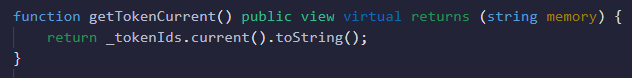 function getTokenCurrent() public view virtual returns (string memory) {
    return _tokenIds.current().toString();
}